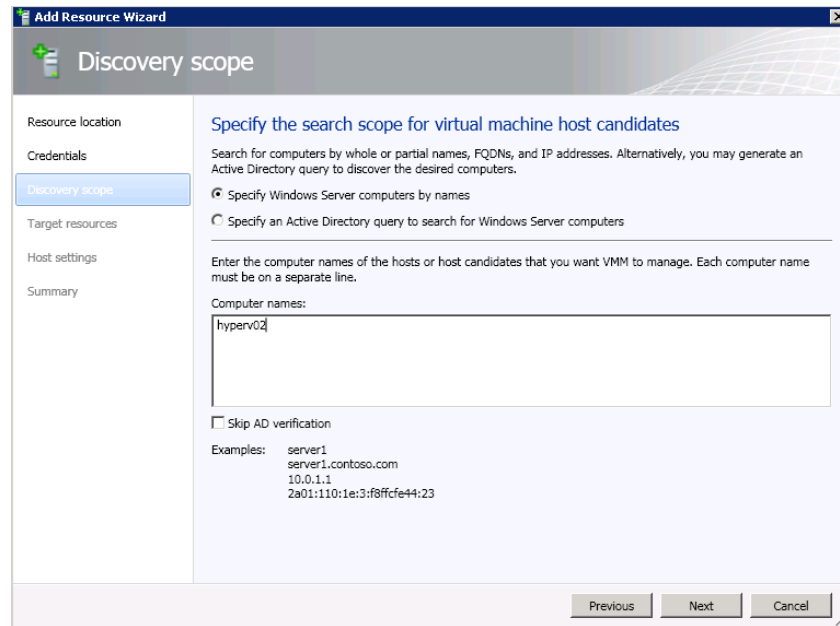 Add Resource Wizard
Discovery scope
Resource location
Credentials
Discovery scope
Target resources
Host settings
Summary
Specify the search scope for virtual machine host candidates
Search for computers by whole or partial names, FQDNs, and IP addresses. Alternatively, you may generate an
Active Directory query to discover the desired computers.
Specify Windows Server computers by names
Specify an Active Directory query to search for Windows Server computers
Enter the computer names of the hosts or host candidates that you want VMM to manage. Each computer name
must be on a separate line.
Computer names:
hyperv02
Skip AD verification
Examples: server1
server1.contoso.com
10.0.1.1
2a01:110:1e:3:f8ffcfe44:23
Previous Next Cancel